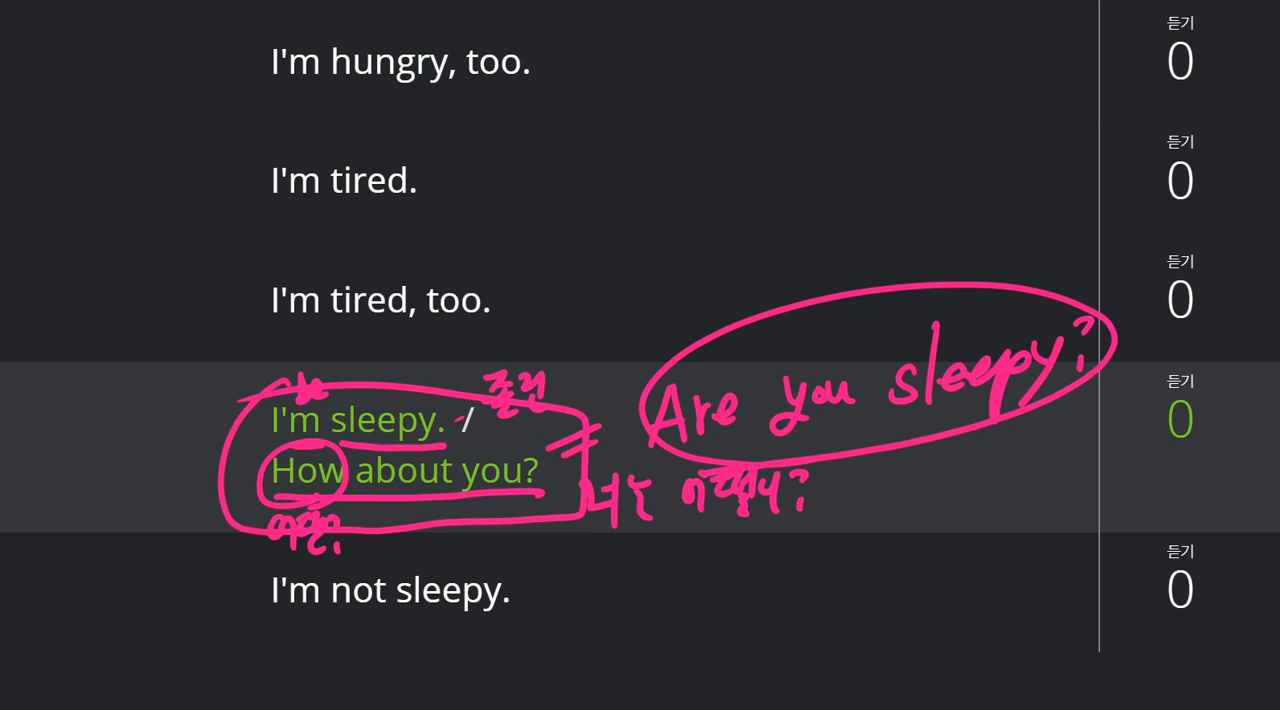 듣기
I'm hungry, too. 0
듣기
I'm tired. 0
듣기
I'm tired, too. 0
Are you sleepy?
듣기
I'm sleepy. / 0
How about you?
너는 어떻니?
듣기
I'm not sleepy. 0